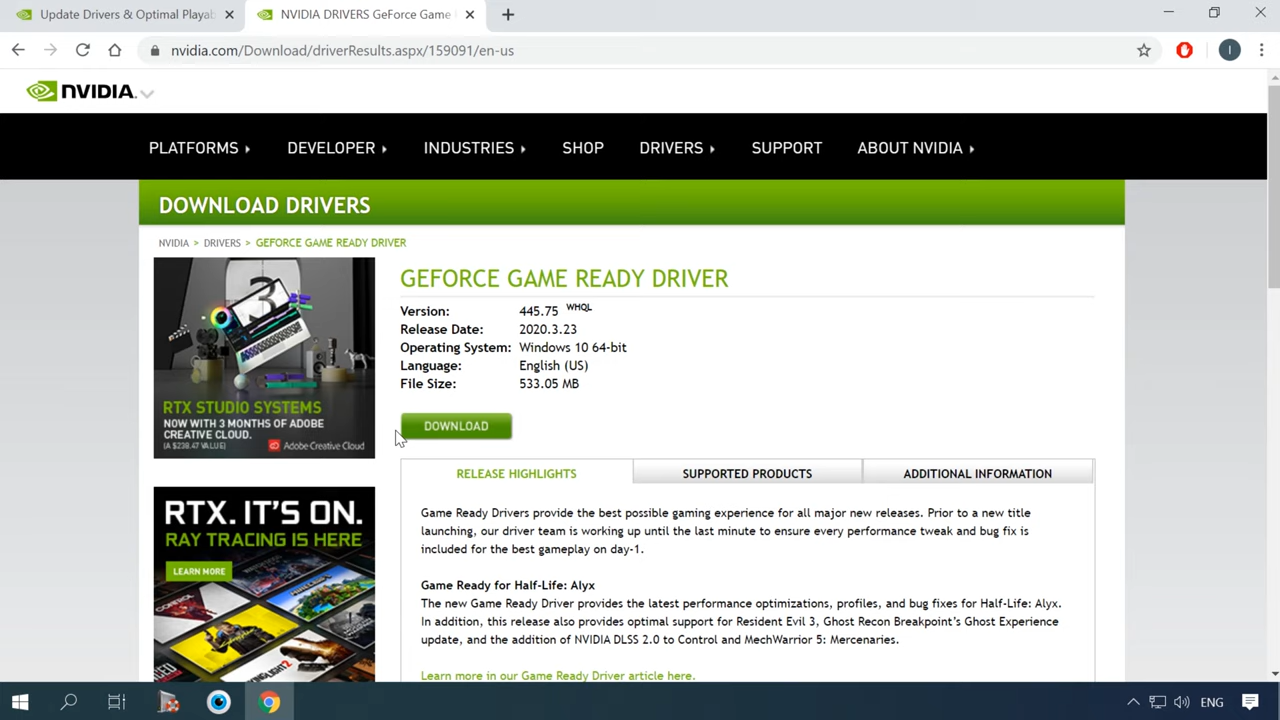 Update Drivers & Optimal Playab
NVIDIA DRIVERS GeForce Game
nvidia.com/Download/driverResults.aspx/159091/en-us
I
NVIDIA.
PLATFORMS DEVELOPER INDUSTRIES SHOP DRIVERS SUPPORT ABOUT NVIDIA
DOWNLOAD DRIVERS
NVIDIA > DRIVERS > GEFORCE GAME READY DRIVER
3
RTX STUDIO SYSTEMS
NOW WITH 3 MONTHS OF ADOBE
CREATIVE CLOUD.
(A $238.47 VALUE)
Adobe Creative Cloud
GEFORCE GAME READY DRIVER
Version: 445.75 WHQL
Release Date: 2020.3.23
Operating System: Windows 10 64-bit
Language: English (US)
File Size: 533.05 MB
DOWNLOAD
RTX. IT'S ON.
RAY TRACING IS HERE
LEARN MORE
RELEASE HIGHLIGHTS
SUPPORTED PRODUCTS
ADDITIONAL INFORMATION
Game Ready Drivers provide the best possible gaming experience for all major new releases. Prior to a new title
launching, our driver team is working up until the last minute to ensure every performance tweak and bug fix is
included for the best gameplay on day-1.
Game Ready for Half-Life: Alyx
The new Game Ready Driver provides the latest performance optimizations, profiles, and bug fixes for Half-Life: Alyx.
In addition, this release also provides optimal support for Resident Evil 3, Ghost Recon Breakpoint's Ghost Experience
update, and the addition of NVIDIA DLSS 2.0 to Control and MechWarrior 5: Mercenaries.
Learn more in our Game Ready Driver article here.
ENG